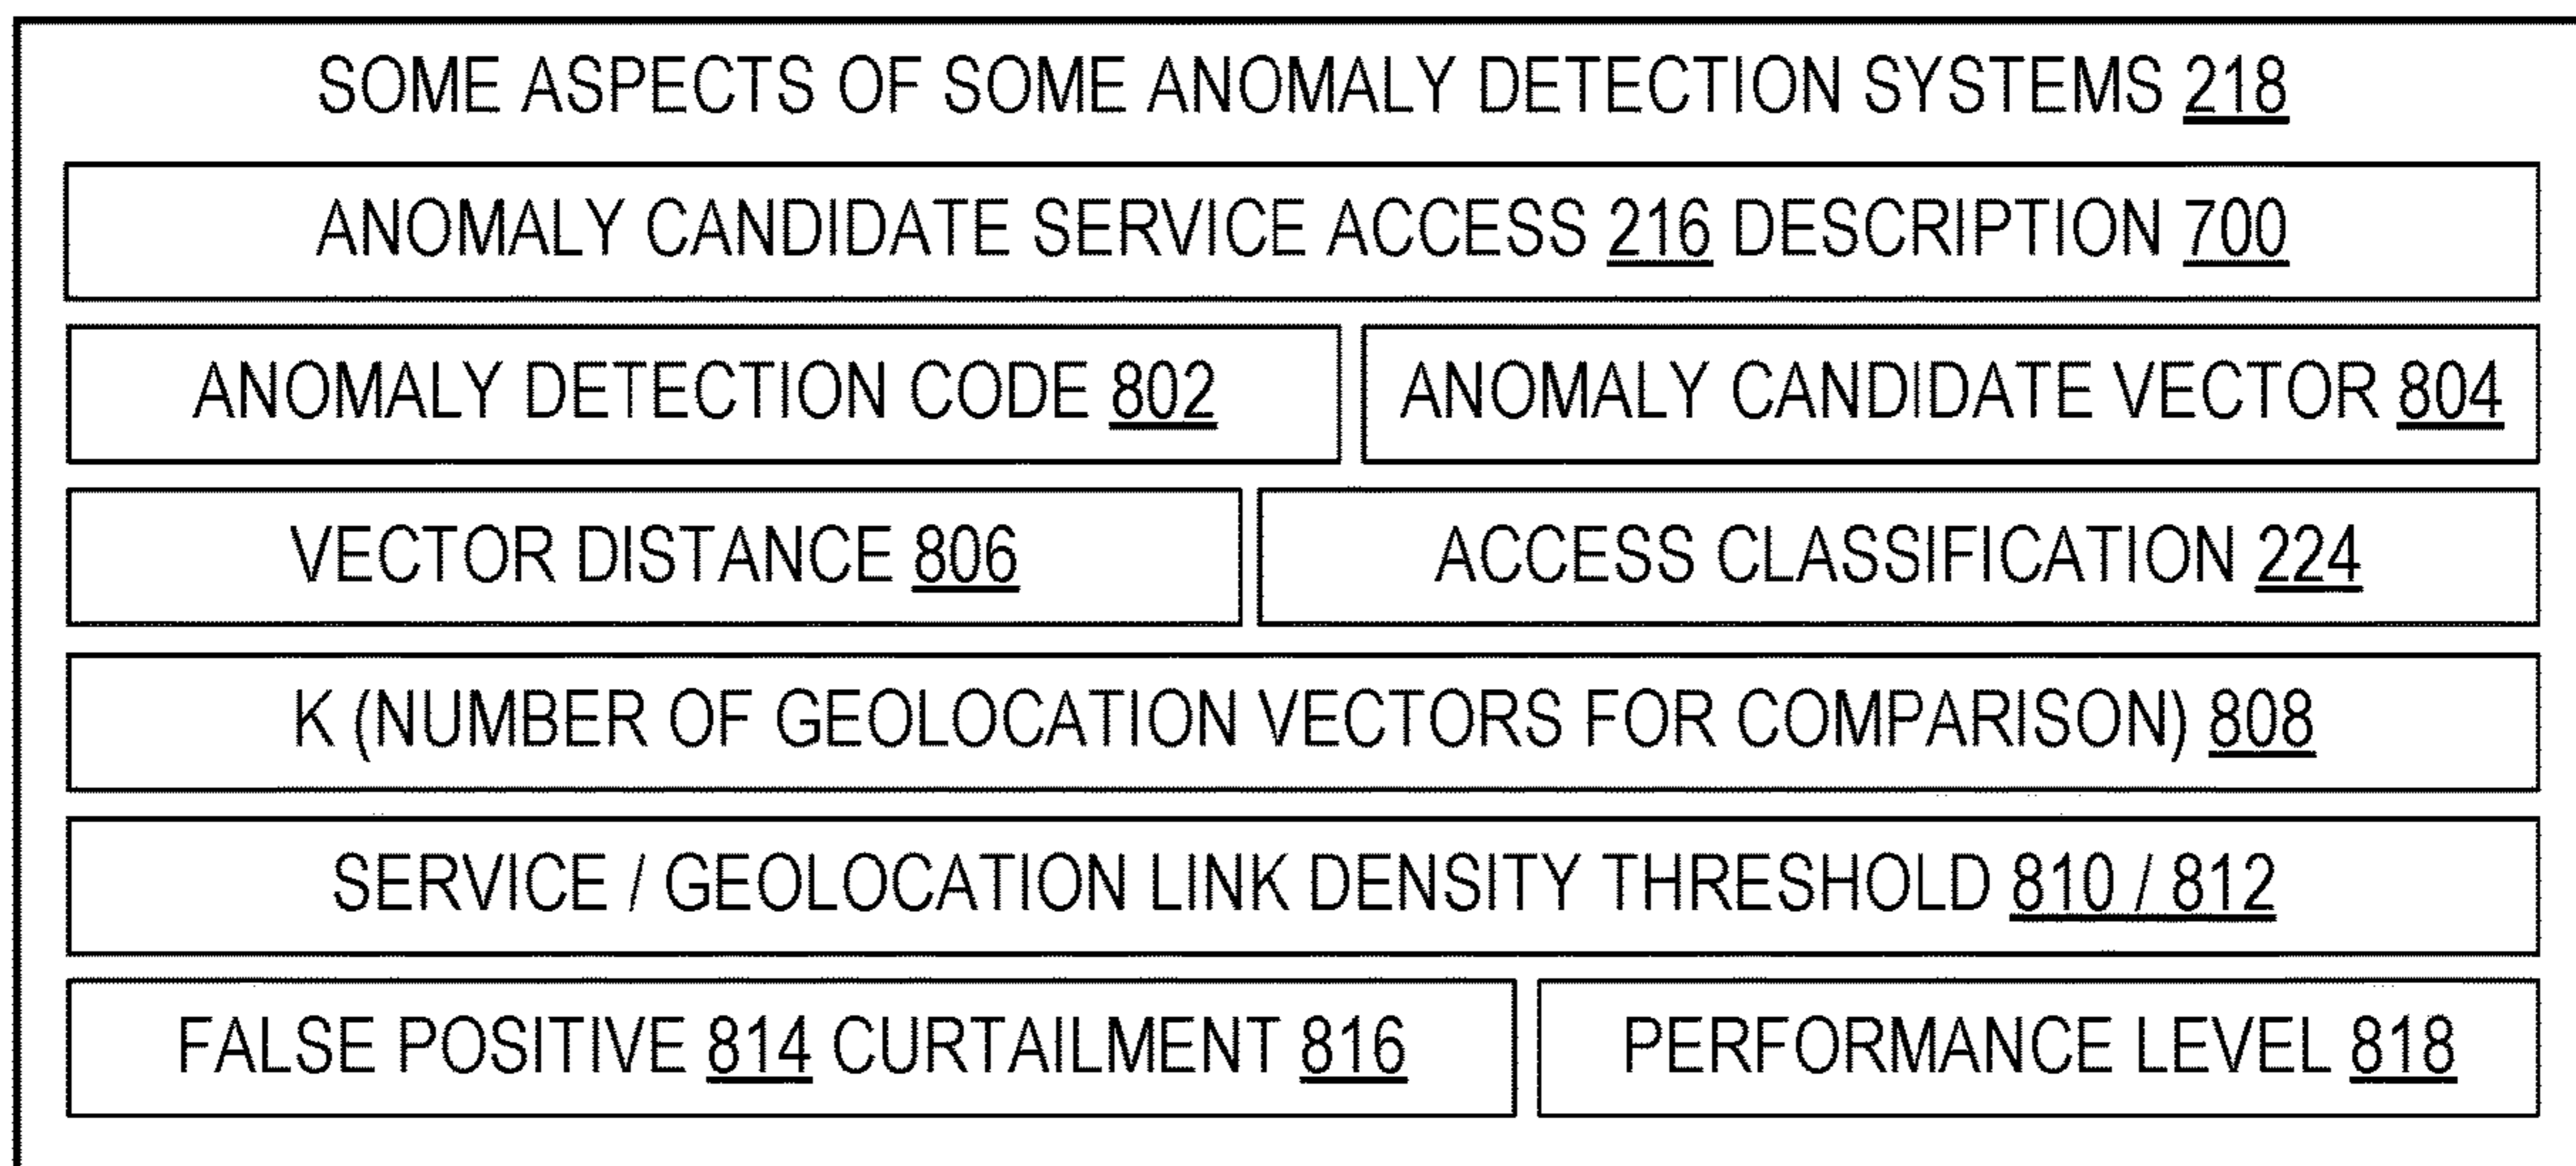 SOME ASPECTS OF SOME ANOMALY DETECTION SYSTEMS 218
ANOMALY CANDIDATE SERVICE ACCESS 216 DESCRIPTION 700
ANOMALY DETECTION CODE 802
ANOMALY CANDIDATE VECTOR 804
VECTOR DISTANCE 806
ACCESS CLASSIFICATION 224
K (NUMBER OF GEOLOCATION VECTORS FOR COMPARISON) 808
SERVICE / GEOLOCATION LINK DENSITY THRESHOLD 810 / 812
FALSE POSITIVE 814 CURTAILMENT 816
PERFORMANCE LEVEL 818